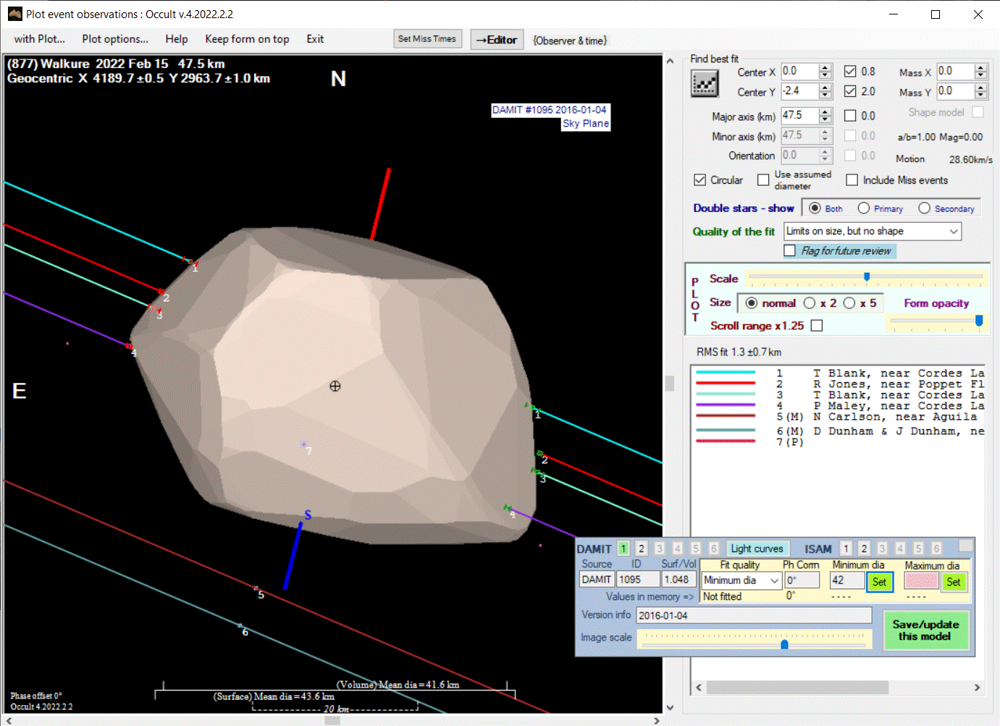 Plot event observations : Occult v.4.2022.2.2
with Plot... Plot options... Help Keep form on top Exit Set Miss Times →Editor {Observer & time}
(877) Walkure 2022 Feb 15 47.5 km
Geocentric X 4189.7±0.5 Y 2963.7±1.0 km
N
DAMIT #1095 2016-01-04
Sky Plane
E
S
1
2
3
4
7
1
2
3
4
5
6
(Volume) Mean dia = 41.6 km
(Surface) Mean dia = 43.6 km
20 km
Phase offset 0°
Occult 4.2022.2.2
Find best fit
Center X 0.0 0.8 Mass X 0.0
Center Y -2.4 2.0 Mass Y 0.0
Major axis (km) 47.5 0.0 Shape model
Minor axis (km) 47.5 0.0 a/b=1.00 Mag=0.00
Orientation 0.0 0.0 Motion 28.60km/s
Circular Use assumed diameter Include Miss events
Double stars - show Both Primary Secondary
Quality of the fit Limits on size, but no shape
Flag for future review
PLOT
Scale
Size normal x 2 x 5 Form opacity
Scroll range x1.25
RMS fit 1.3 ±0.7 km
1 T Blank, near Cordes La
2 R Jones, near Poppet Fl
3 T Blank, near Cordes La
4 P Maley, near Cordes La
5(M) N Carlson, near Aguila
6(M) D Dunham & J Dunham, ne
7(P)
DAMIT 1 2 3 4 5 6 Light curves ISAM 1 2 3 4 5 6
Source ID Surf/Vol Fit quality Ph Corrn Minimum dia Maximum dia
DAMIT 1095 1.048 Minimum dia 0° 42 Set Set
Values in memory => Not fitted 0° ---- ----
Version info 2016-01-04
Image scale
Save/update
this model